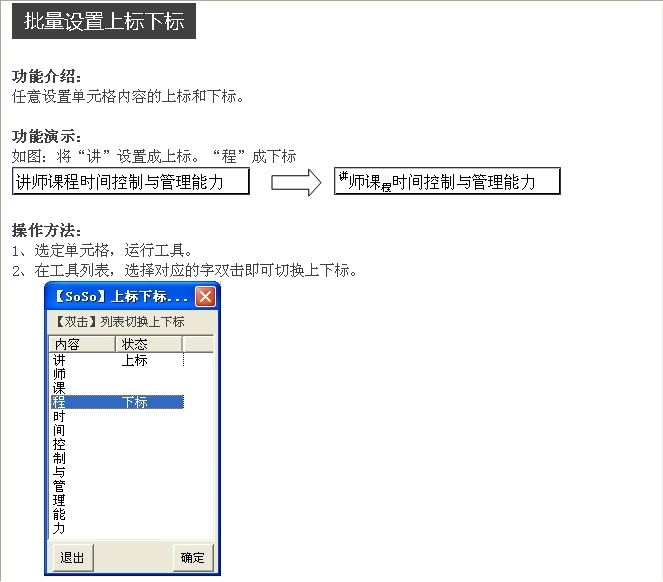 批量设置上标下标
功能介绍：
任意设置单元格内容的上标和下标。
功能演示：
如图：将“讲”设置成上标。“程”成下标
讲师课程时间控制与管理能力 讲师课程时间控制与管理能力
操作方法：
1、选定单元格，运行工具。
2、在工具列表，选择对应的字双击即可切换上下标。
【SoSo】上标下标...
【双击】列表切换上下标
内容 状态
讲 上标
师
课
程 下标
时
间
控
制
与
管
理
能
力
退出 确定